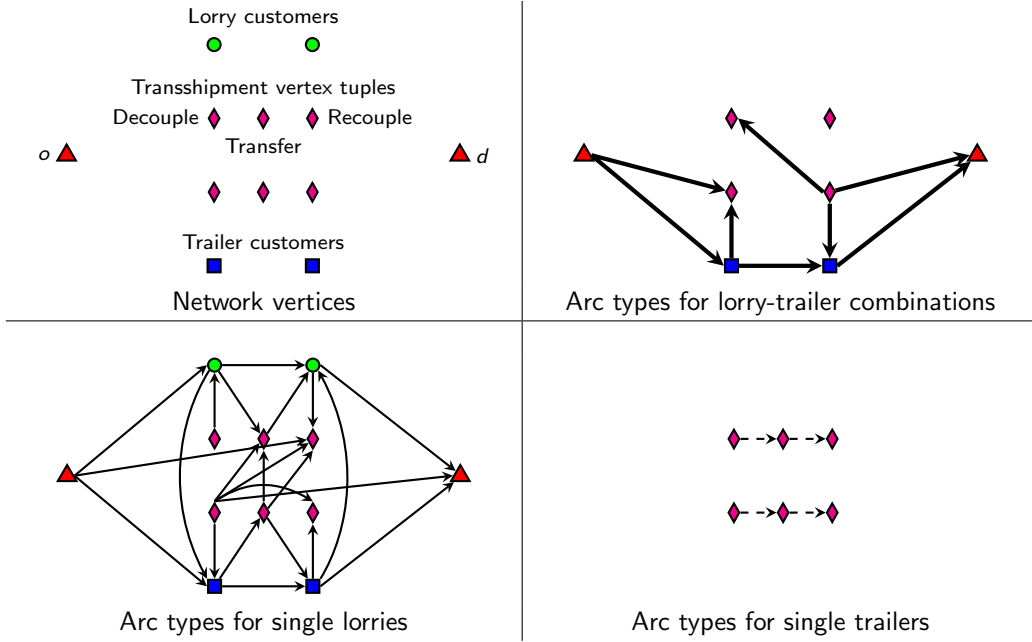 Lorry customers
Transshipment vertex tuples
Decouple
Recouple
Transfer
o
d
Trailer customers
Network vertices
Arc types for lorry-trailer combinations
Arc types for single lorries
Arc types for single trailers